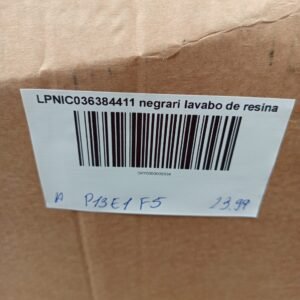 LPNIC036384411 negrari lavabo de resina
A P13E1 F5 23.99